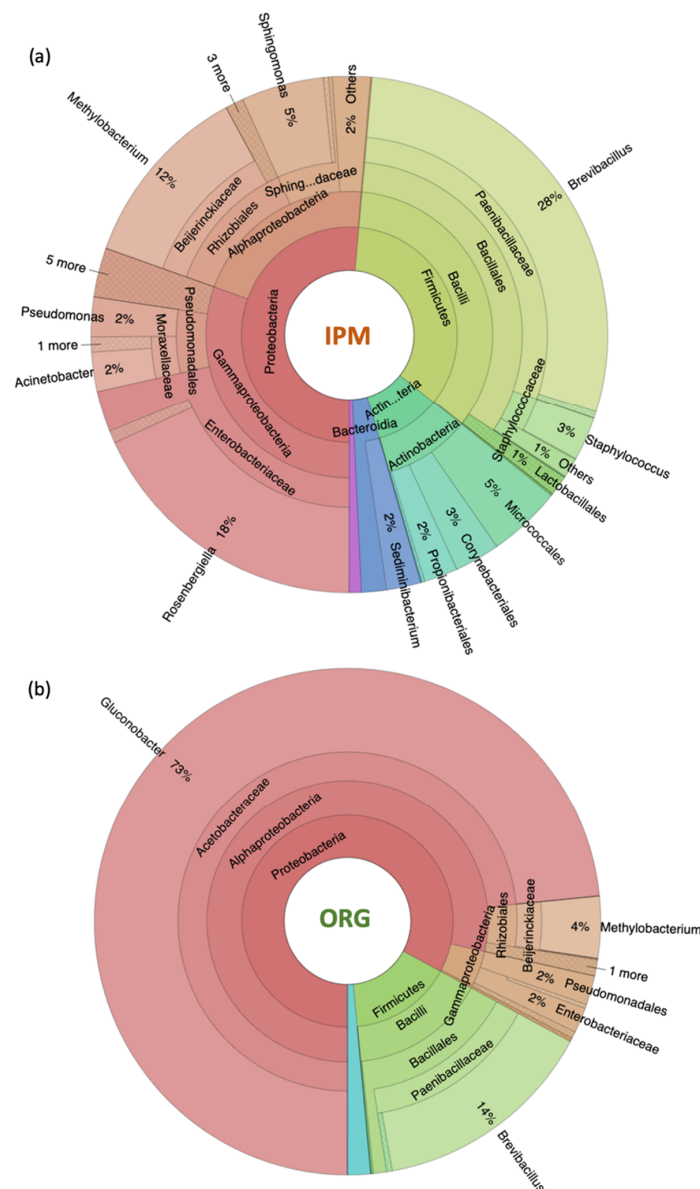 (a)
Sphingomonas
5%
3 more
Others
2%
Methylobacterium
12%
Sphing...daceae
Beijerinckiaceae
Rhizobiales
Alphaproteobacteria
Brevibacillus
28%
Paenibacillaceae
Bacillales
Bacilli
Firmicutes
5 more
Pseudomonas
2%
1 more
Acinetobacter
2%
Moraxellaceae
Pseudomonadales
Gammaproteobacteria
Proteobacteria
IPM
Enterobacteriaceae
Rosenbergiella
18%
Actin...teria
Bacteroidia
Actinobacteria
Staphylococcaceae
3%
Staphylococcus
1%
Others
1%
Lactobacillales
5%
Micrococcales
3%
Corynebacteriales
2%
Propionibacteriales
2%
Sediminibacterium
(b)
Gluconobacter
73%
Acetobacteraceae
Alphaproteobacteria
Proteobacteria
ORG
Rhizobiales
Beijerinckiaceae
4%
Methylobacterium
1 more
2%
Pseudomonadales
2%
Enterobacteriaceae
Gammaproteobacteria
Firmicutes
Bacilli
Bacillales
Paenibacillaceae
14%
Brevibacillus